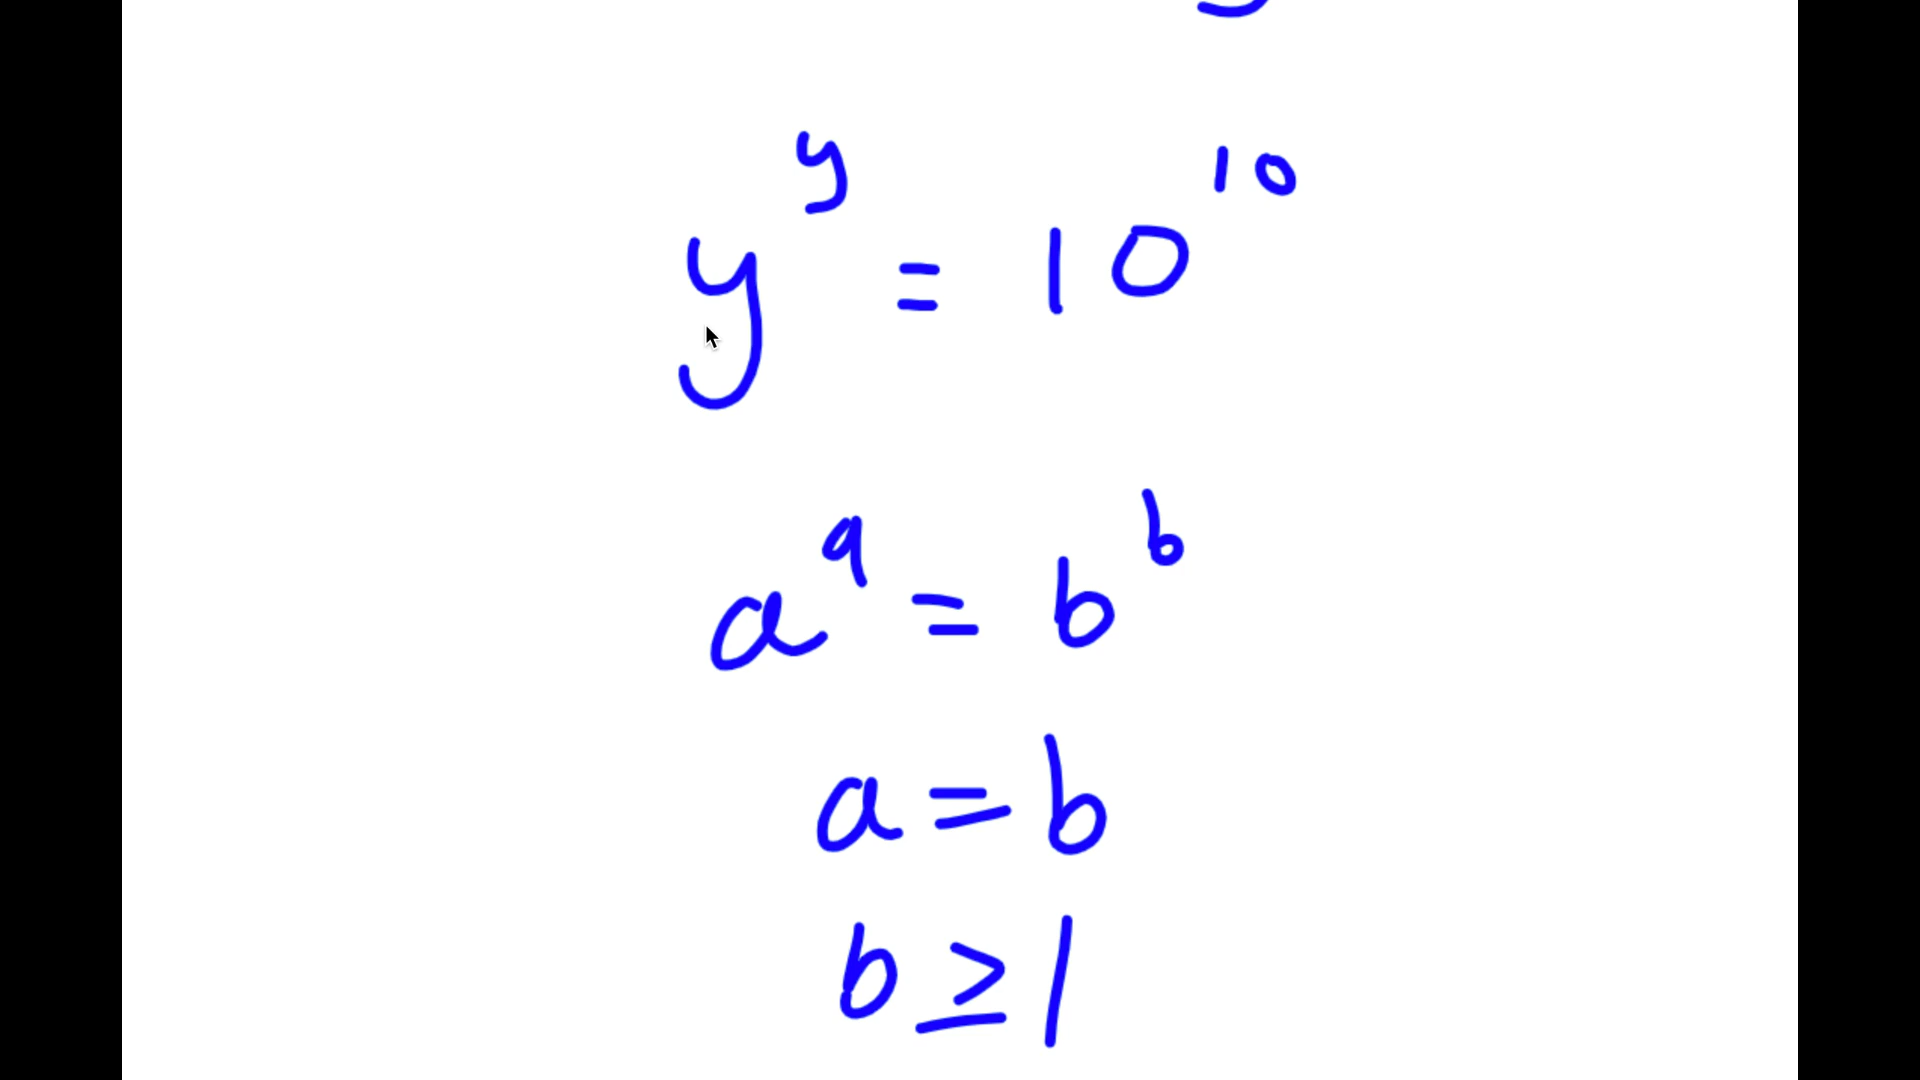 y^y = 10^10
a^a = b^b
a = b
b ≥ 1